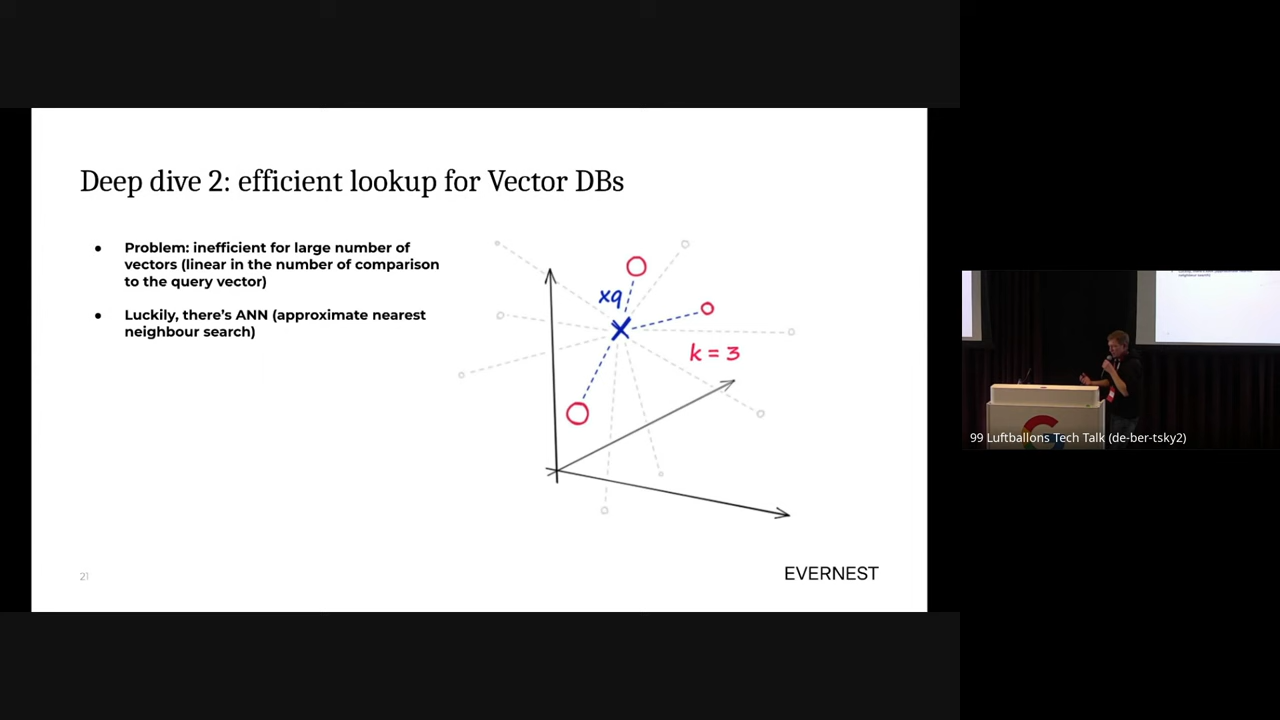 Deep dive 2: efficient lookup for Vector DBs
● Problem: inefficient for large number of
vectors (linear in the number of comparison
to the query vector)
● Luckily, there's ANN (approximate nearest
neighbour search)
xq
k = 3
21
EVERNEST
99 Luftballons Tech Talk (de-ber-tsky2)